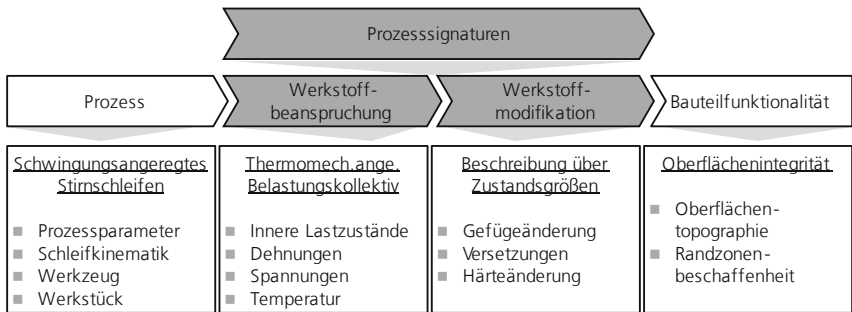 Prozesssignaturen
Prozess
Werkstoff-
beanspruchung
Werkstoff-
modifikation
Bauteilfunktionalität
Schwingungsangeregtes
Stirnschleifen
Prozessparameter
Schleifkinematik
Werkzeug
Werkstück
Thermomech.ange.
Belastungskollektiv
Innere Lastzustände
Dehnungen
Spannungen
Temperatur
Beschreibung über
Zustandsgrößen
Gefügeänderung
Versetzungen
Härteänderung
Oberflächenintegrität
Oberflächen-
topographie
Randzonen-
beschaffenheit